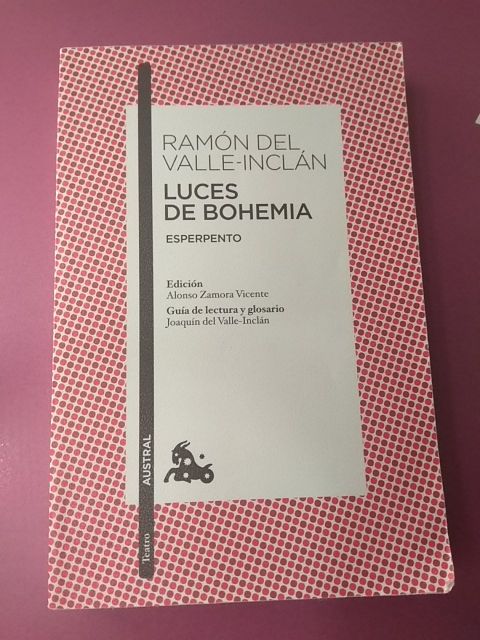 RAMÓN DEL
VALLE-INCLÁN
LUCES
DE BOHEMIA
ESPERPENTO
Edición
Alonso Zamora Vicente
Guía de lectura y glosario
Joaquín del Valle-Inclán
AUSTRAL
Teatro